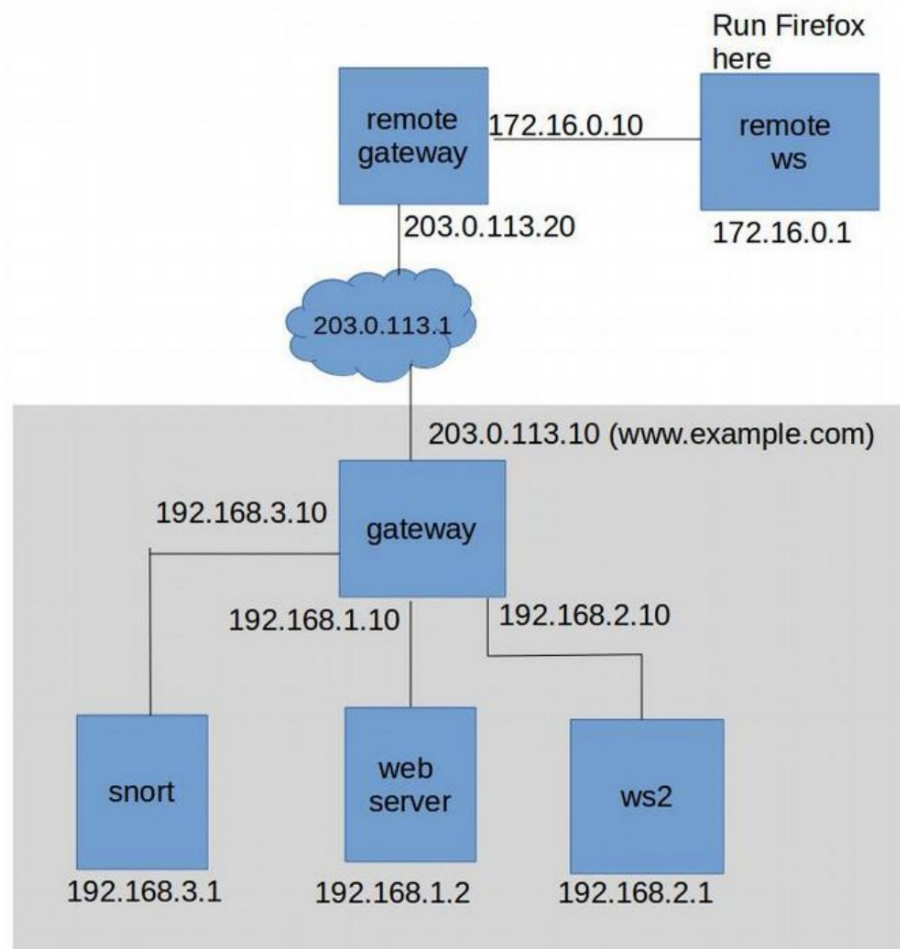 Run Firefox
here
remote
gateway
172.16.0.10
remote
ws
203.0.113.20
172.16.0.1
203.0.113.1
203.0.113.10 (www.example.com)
192.168.3.10
gateway
192.168.1.10
192.168.2.10
snort
web
server
ws2
192.168.3.1
192.168.1.2
192.168.2.1